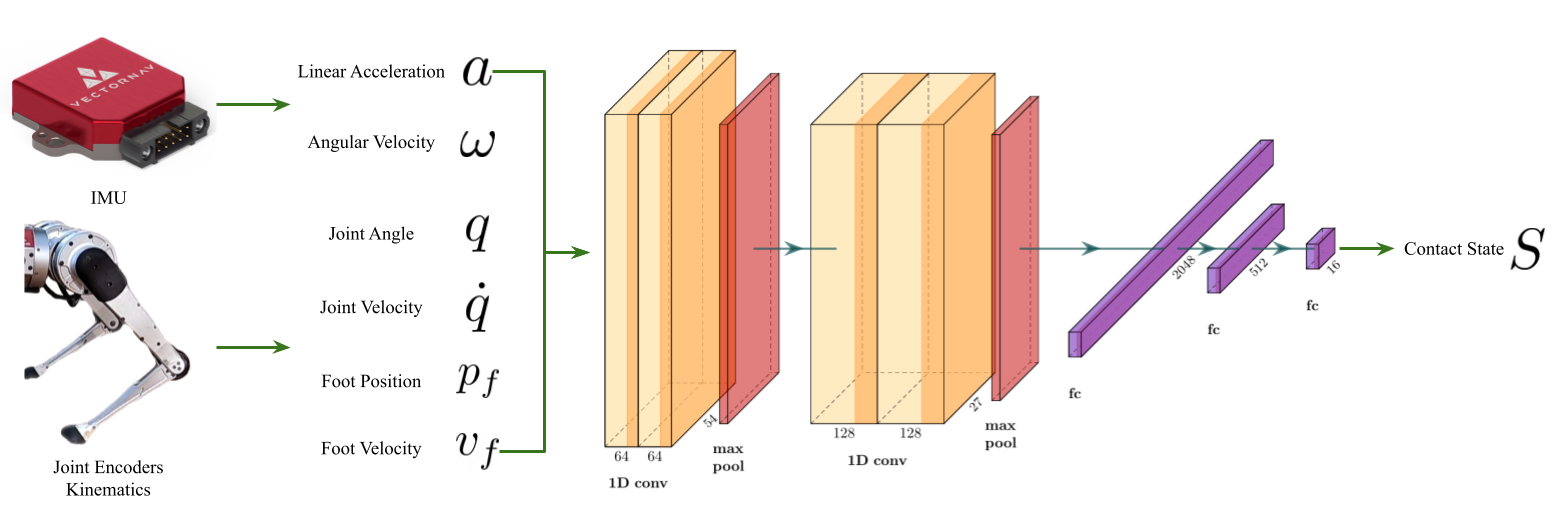 VECTORNAV
IMU
Joint Encoders
Kinematics
Linear Acceleration a
Angular Velocity ω
Joint Angle q
Joint Velocity q̇
Foot Position p_f
Foot Velocity v_f
64 64
1D conv
54
max
pool
128 128
1D conv
27
max
pool
2048
fc
512
fc
16
fc
Contact State S